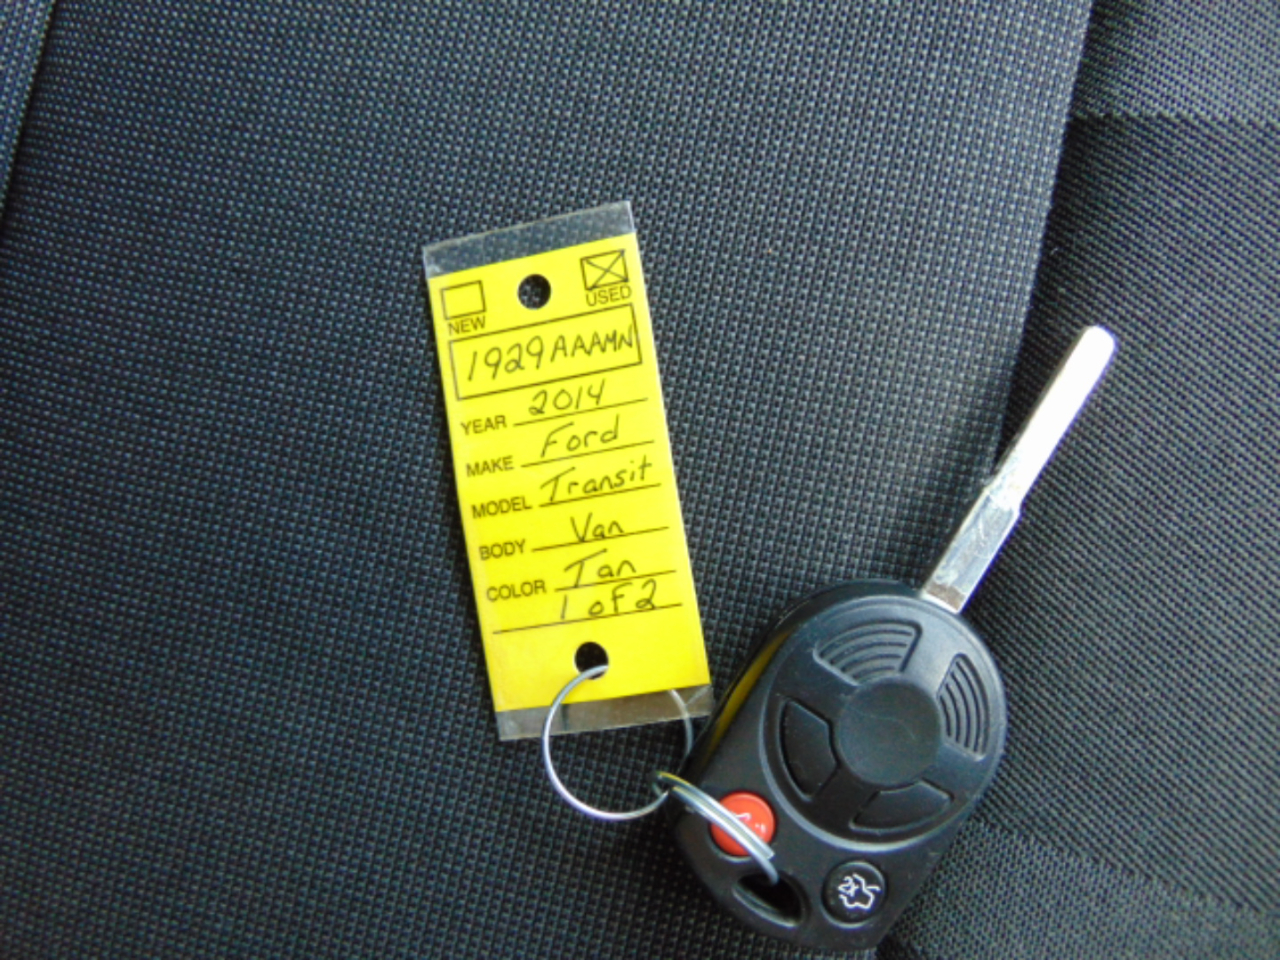 NEW USED
1929AAAMN
YEAR 2014
MAKE Ford
MODEL Transit
BODY Van
COLOR Tan
1 of 2